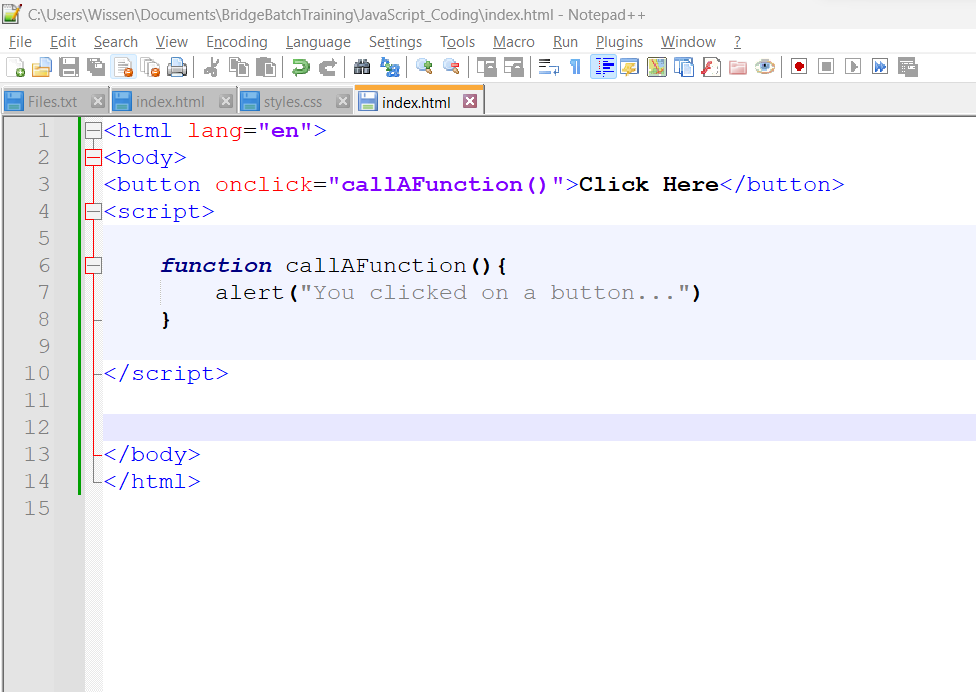 C:\Users\Wissen\Documents\BridgeBatchTraining\JavaScript_Coding\index.html - Notepad++
File Edit Search View Encoding Language Settings Tools Macro Run Plugins Window ?
Files.txt index.html styles.css index.html
1 <html lang="en">
2 <body>
3 <button onclick="callAFunction()">Click Here</button>
4 <script>
5
6 function callAFunction(){
7 alert("You clicked on a button...")
8 }
9
10 </script>
11
12
13 </body>
14 </html>
15